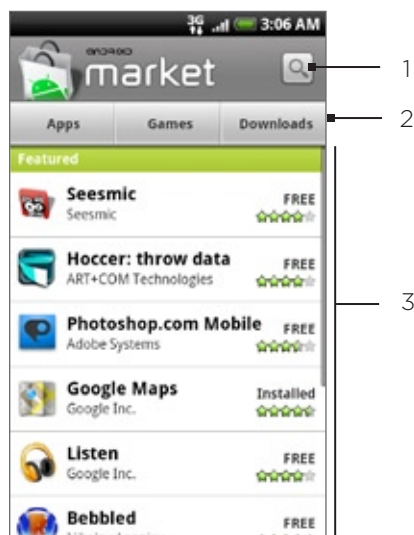 3G 3:06 AM
ANDROID
market
1
Apps Games Downloads
2
Featured
Seesmic
FREE
Seesmic
Hoccer: throw data
FREE
ART+COM Technologies
3
Photoshop.com Mobile
FREE
Adobe Systems
Google Maps
Installed
Google Inc.
Listen
FREE
Google Inc.
Bebbled
FREE